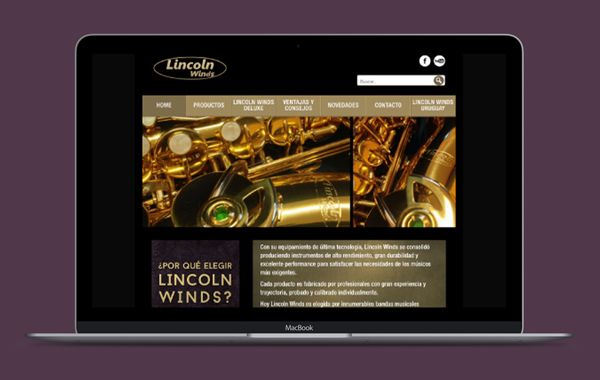 Lincoln
Winds
Buscar..
HOME
PRODUCTOS
LINCOLN WINDS
DELUXE
VENTAJAS Y
CONSEJOS
NOVEDADES
CONTACTO
LINCOLN WINDS
URUGUAY
¿POR QUÉ ELEGIR
LINCOLN
WINDS?
Con su equipamiento de última tecnología, Lincoln Winds se consolidó
produciendo instrumentos de alto rendimiento, gran durabilidad y
excelente performance para satisfacer las necesidades de los músicos
más exigentes.
Cada producto es fabricado por profesionales con gran experiencia y
trayectoria, probado y calibrado individualmente.
Hoy Lincoln Winds es elegido por innumerables bandas musicales
MacBook